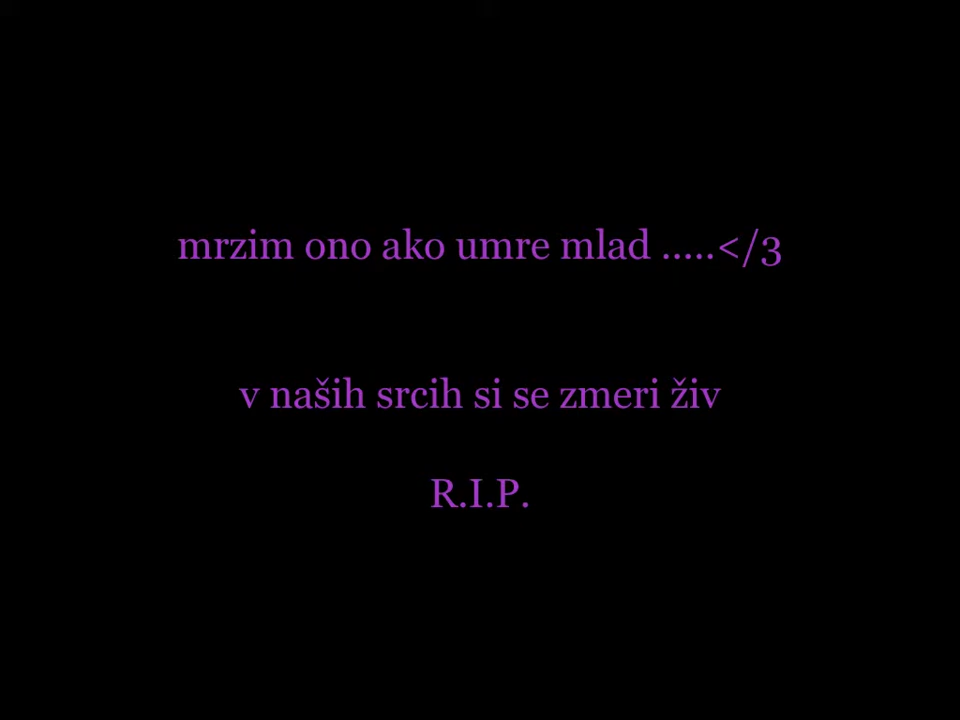 mrzim ono ako umre mlad .....</3
v naših srcih si se zmeri živ
R.I.P.